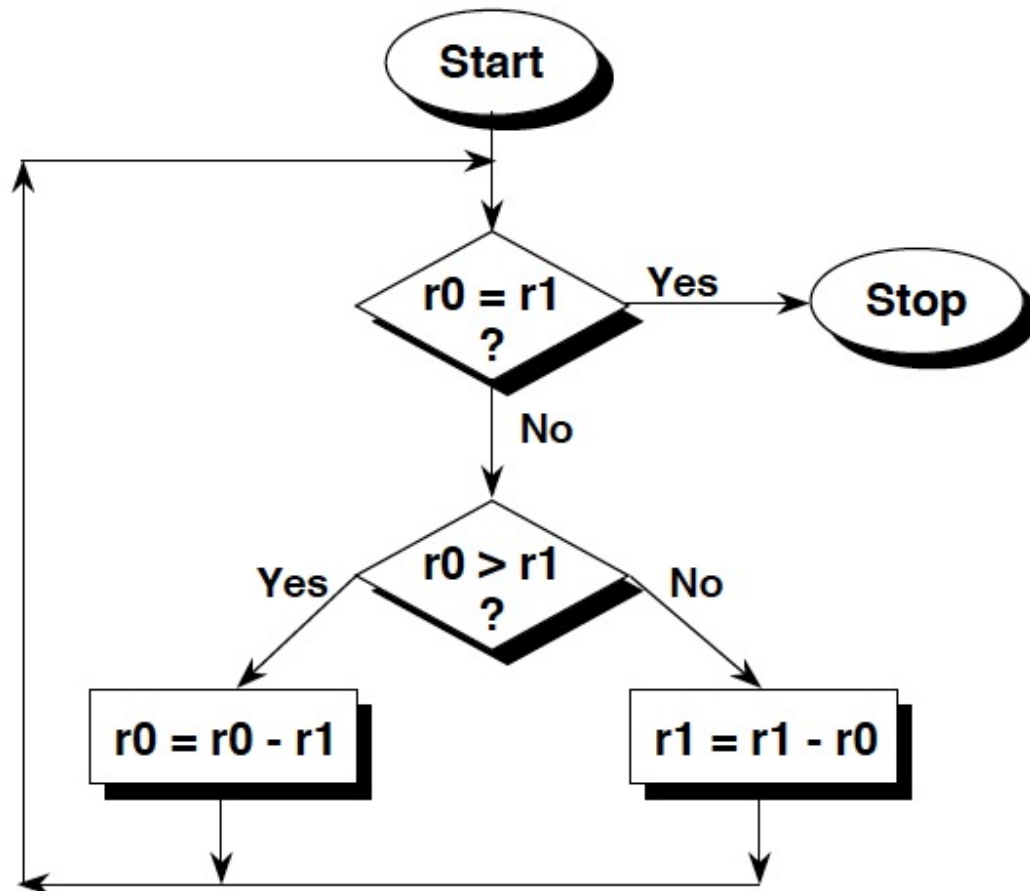 Start
r0 = r1
?
Yes
Stop
No
r0 > r1
?
Yes
No
r0 = r0 - r1
r1 = r1 - r0